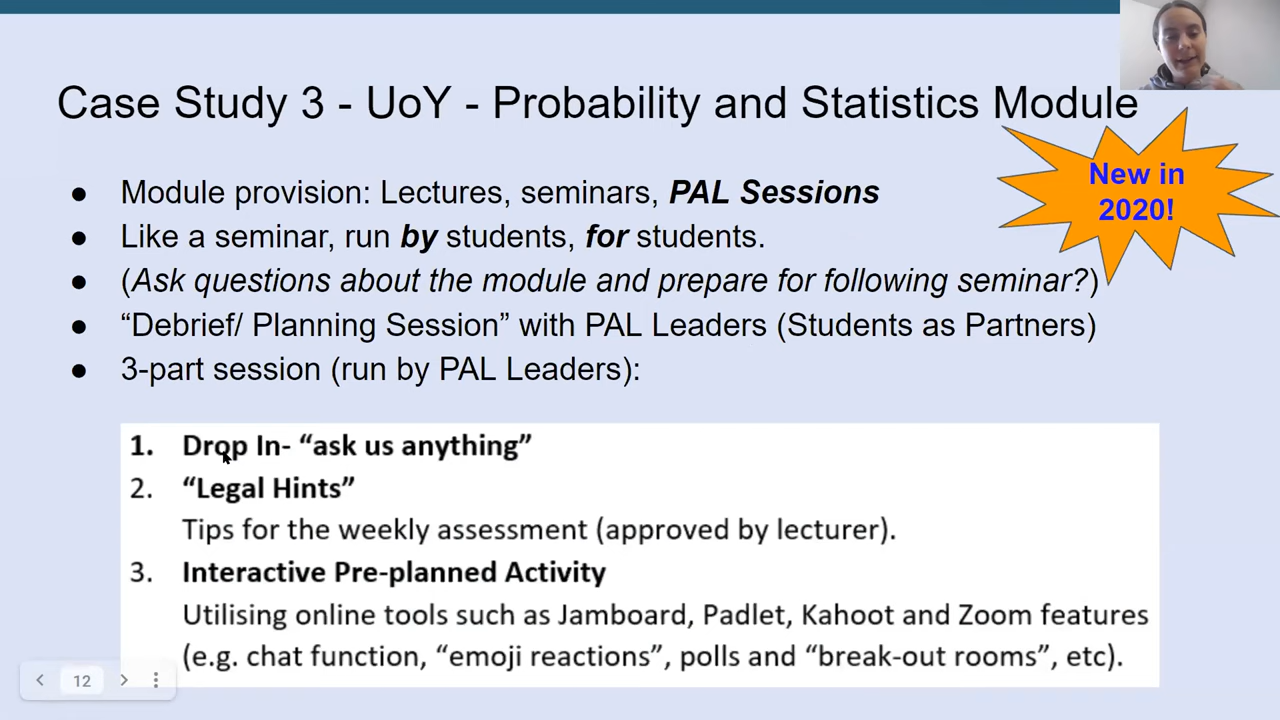 Case Study 3 - UoY - Probability and Statistics Module
New in
2020!
● Module provision: Lectures, seminars, PAL Sessions
● Like a seminar, run by students, for students.
● (Ask questions about the module and prepare for following seminar?)
● “Debrief/ Planning Session” with PAL Leaders (Students as Partners)
● 3-part session (run by PAL Leaders):
1. Drop In- “ask us anything”
2. “Legal Hints”
Tips for the weekly assessment (approved by lecturer).
3. Interactive Pre-planned Activity
Utilising online tools such as Jamboard, Padlet, Kahoot and Zoom features
(e.g. chat function, “emoji reactions”, polls and “break-out rooms”, etc).
12